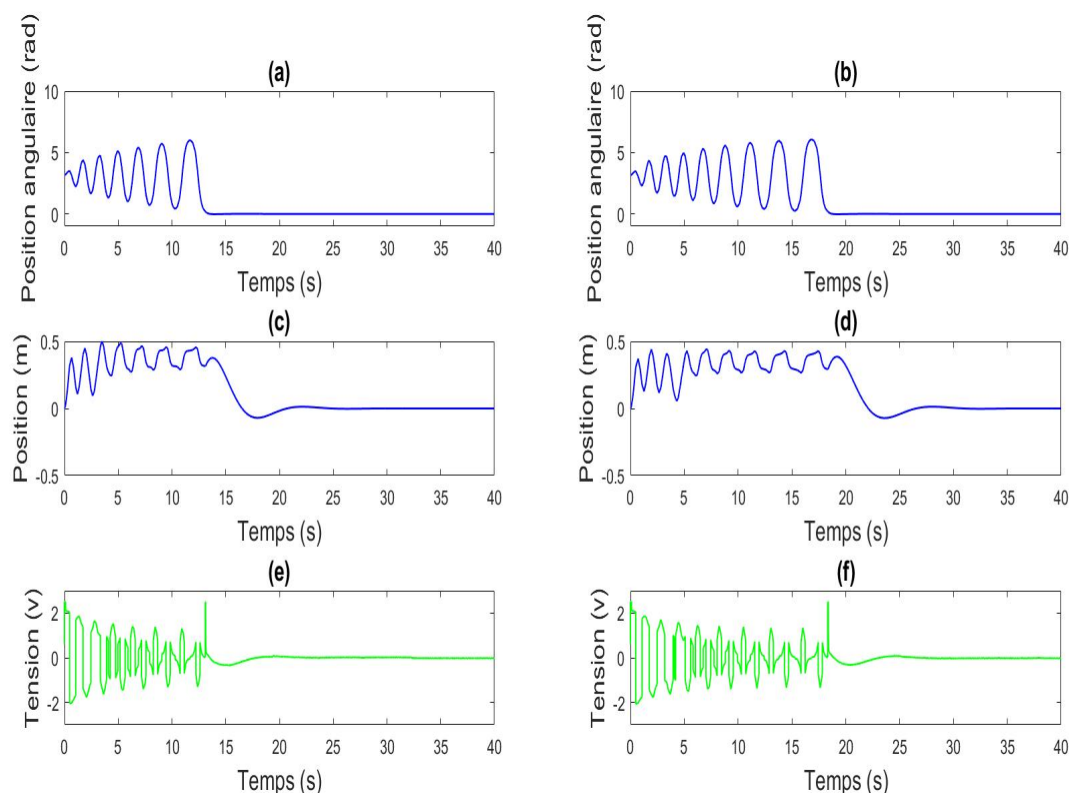 (a)
Position angulaire (rad)
10
5
0
0 5 10 15 20 25 30 35 40
Temps (s)
(b)
Position angulaire (rad)
10
5
0
0 5 10 15 20 25 30 35 40
Temps (s)
(c)
Position (m)
0.5
0
-0.5
0 5 10 15 20 25 30 35 40
Temps (s)
(d)
Position (m)
0.5
0
-0.5
0 5 10 15 20 25 30 35 40
Temps (s)
(e)
Tension (v)
2
0
-2
0 5 10 15 20 25 30 35 40
Temps (s)
(f)
Tension (v)
2
0
-2
0 5 10 15 20 25 30 35 40
Temps (s)